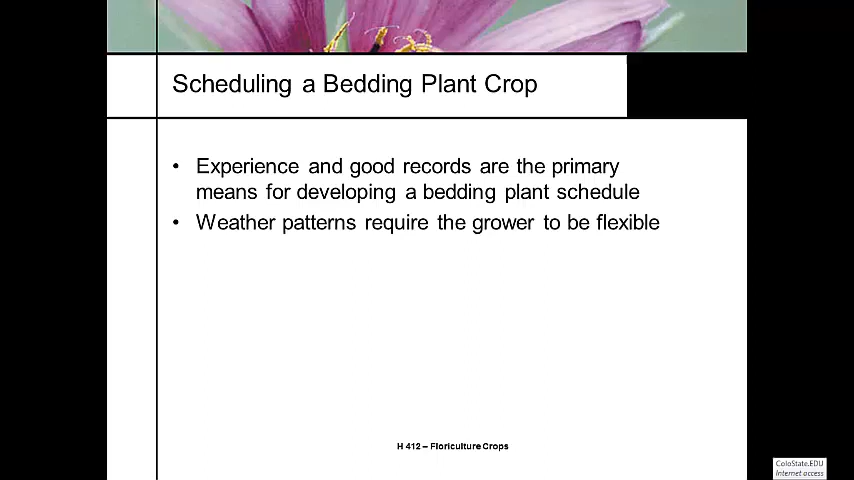 Scheduling a Bedding Plant Crop
• Experience and good records are the primary
means for developing a bedding plant schedule
• Weather patterns require the grower to be flexible
H 412 – Floriculture Crops
ColoState.EDU
Internet access